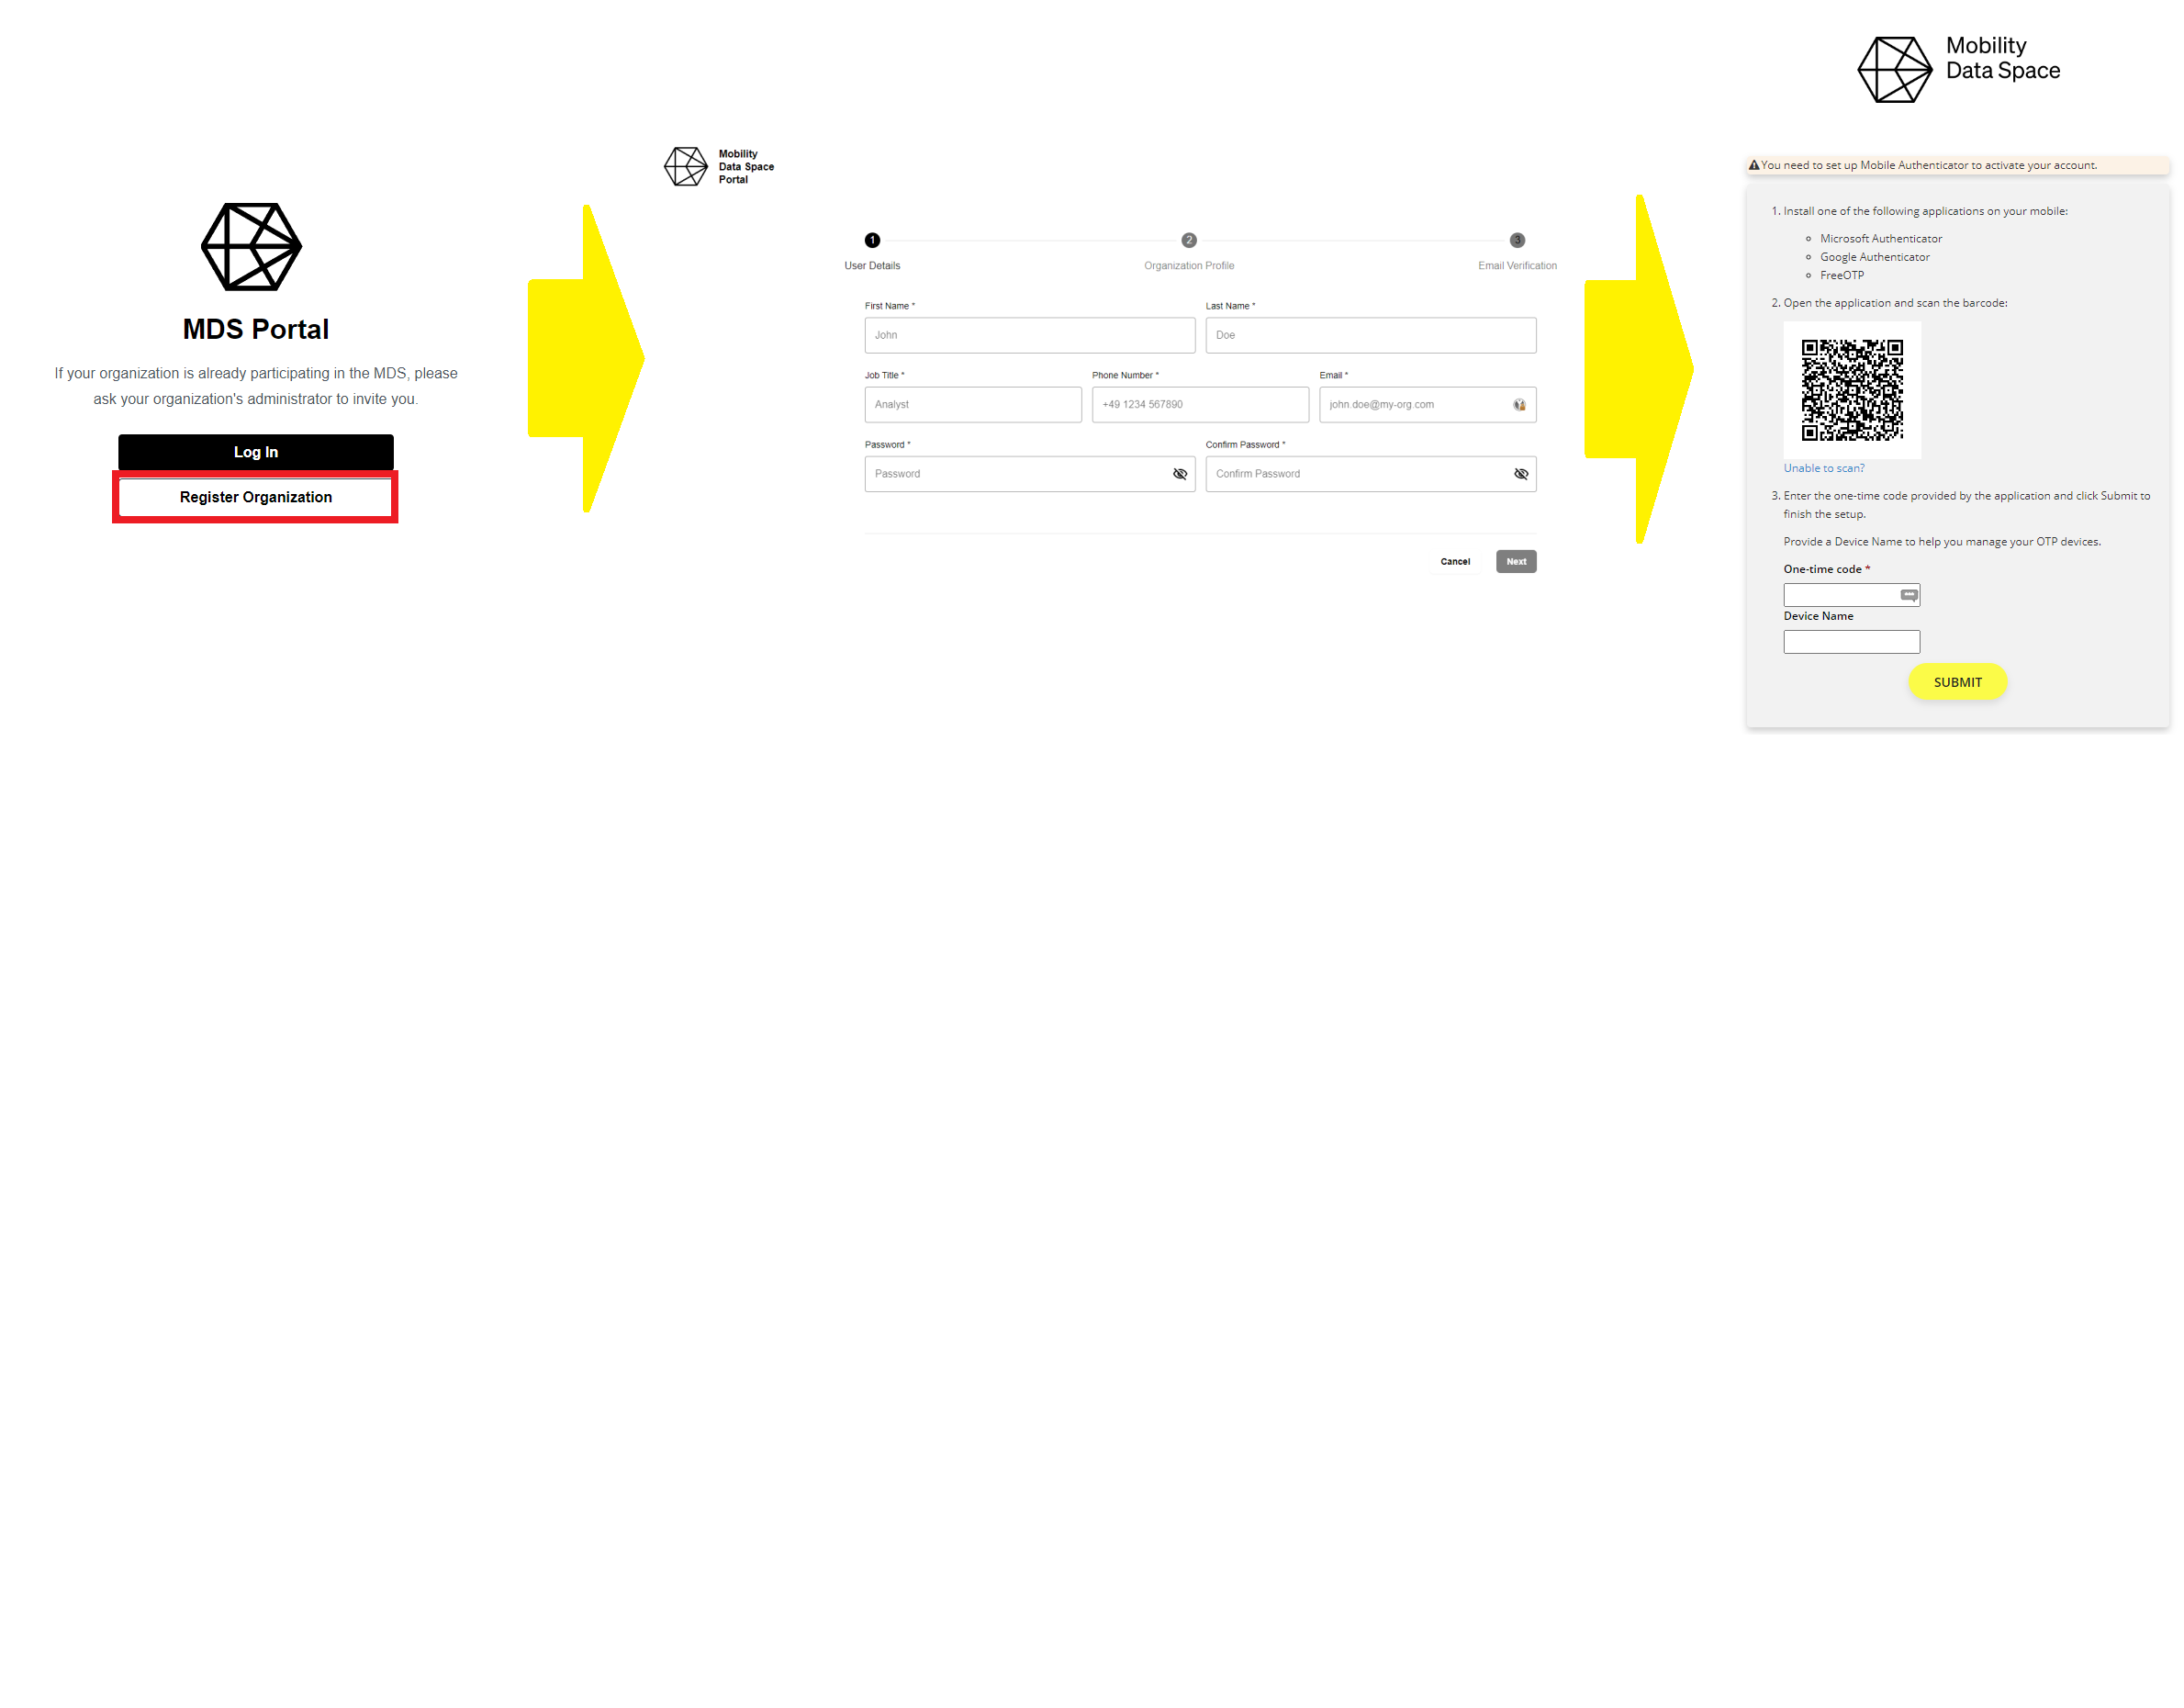 MDS Portal
If your organization is already participating in the MDS, please
ask your organization's administrator to invite you.
Log In
Register Organization
Mobility
Data Space
Portal
1
2
3
User Details
Organization Profile
Email Verification
First Name *
Last Name *
John
Doe
Job Title *
Phone Number *
Email *
Analyst
+49 1234 567890
john.doe@my-org.com
Password *
Confirm Password *
Password
Confirm Password
Cancel
Next
Mobility
Data Space
You need to set up Mobile Authenticator to activate your account.
1. Install one of the following applications on your mobile:
Microsoft Authenticator
Google Authenticator
FreeOTP
2. Open the application and scan the barcode:
Unable to scan?
3. Enter the one-time code provided by the application and click Submit to
finish the setup.
Provide a Device Name to help you manage your OTP devices.
One-time code *
Device Name
SUBMIT